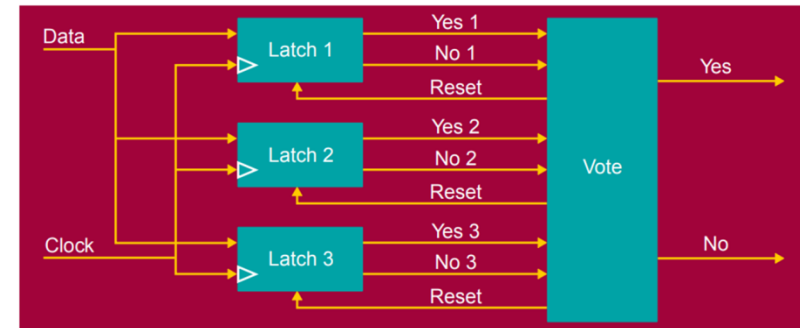 Data
Clock
Latch 1
Yes 1
No 1
Reset
Latch 2
Yes 2
No 2
Reset
Latch 3
Yes 3
No 3
Reset
Vote
Yes
No